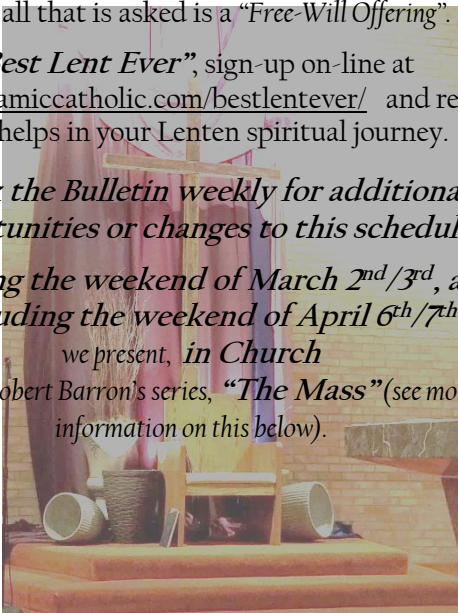 all that is asked is a “Free-Will Offering”.
est Lent Ever”, sign-up on-line at
amiccatholic.com/bestlentever/ and re
helps in your Lenten spiritual journey.
the Bulletin weekly for additiona
tunities or changes to this schedul
ng the weekend of March 2nd/3rd, a
uding the weekend of April 6th/7th
we present, in Church
obert Barron’s series, “The Mass” (see mo
information on this below).